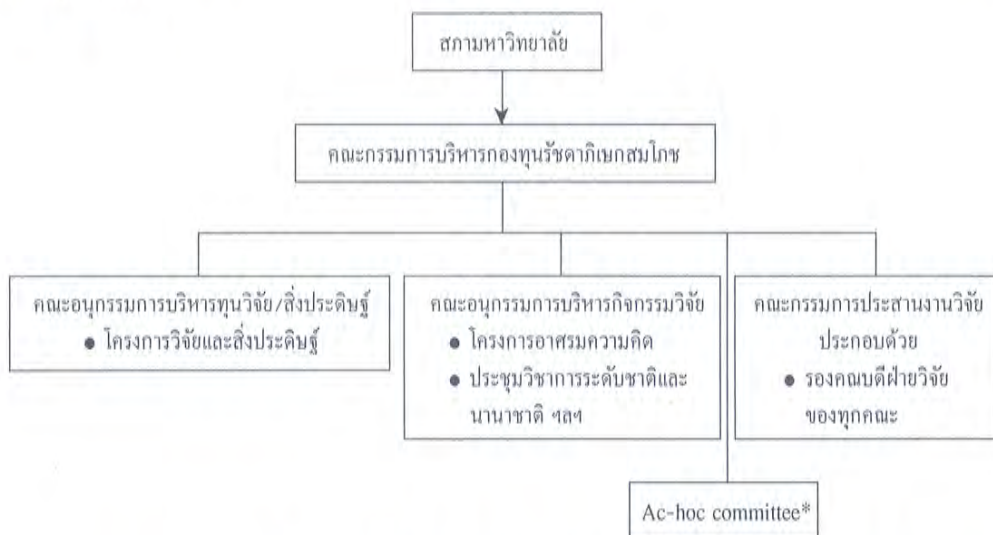 สภามหาวิทยาลัย
คณะกรรมการบริหารกองทุนรัชดาภิเษกสมโภช
คณะอนุกรรมการบริหารทุนวิจัย/สิ่งประดิษฐ์
● โครงการวิจัยและสิ่งประดิษฐ์
คณะอนุกรรมการบริหารกิจกรรมวิจัย
● โครงการอาศรมความคิด
● ประชุมวิชาการระดับชาติและ
นานาชาติ ฯลฯ
คณะกรรมการประสานงานวิจัย
ประกอบด้วย
● รองคณบดีฝ่ายวิจัย
ของทุกคณะ
Ac-hoc committee*